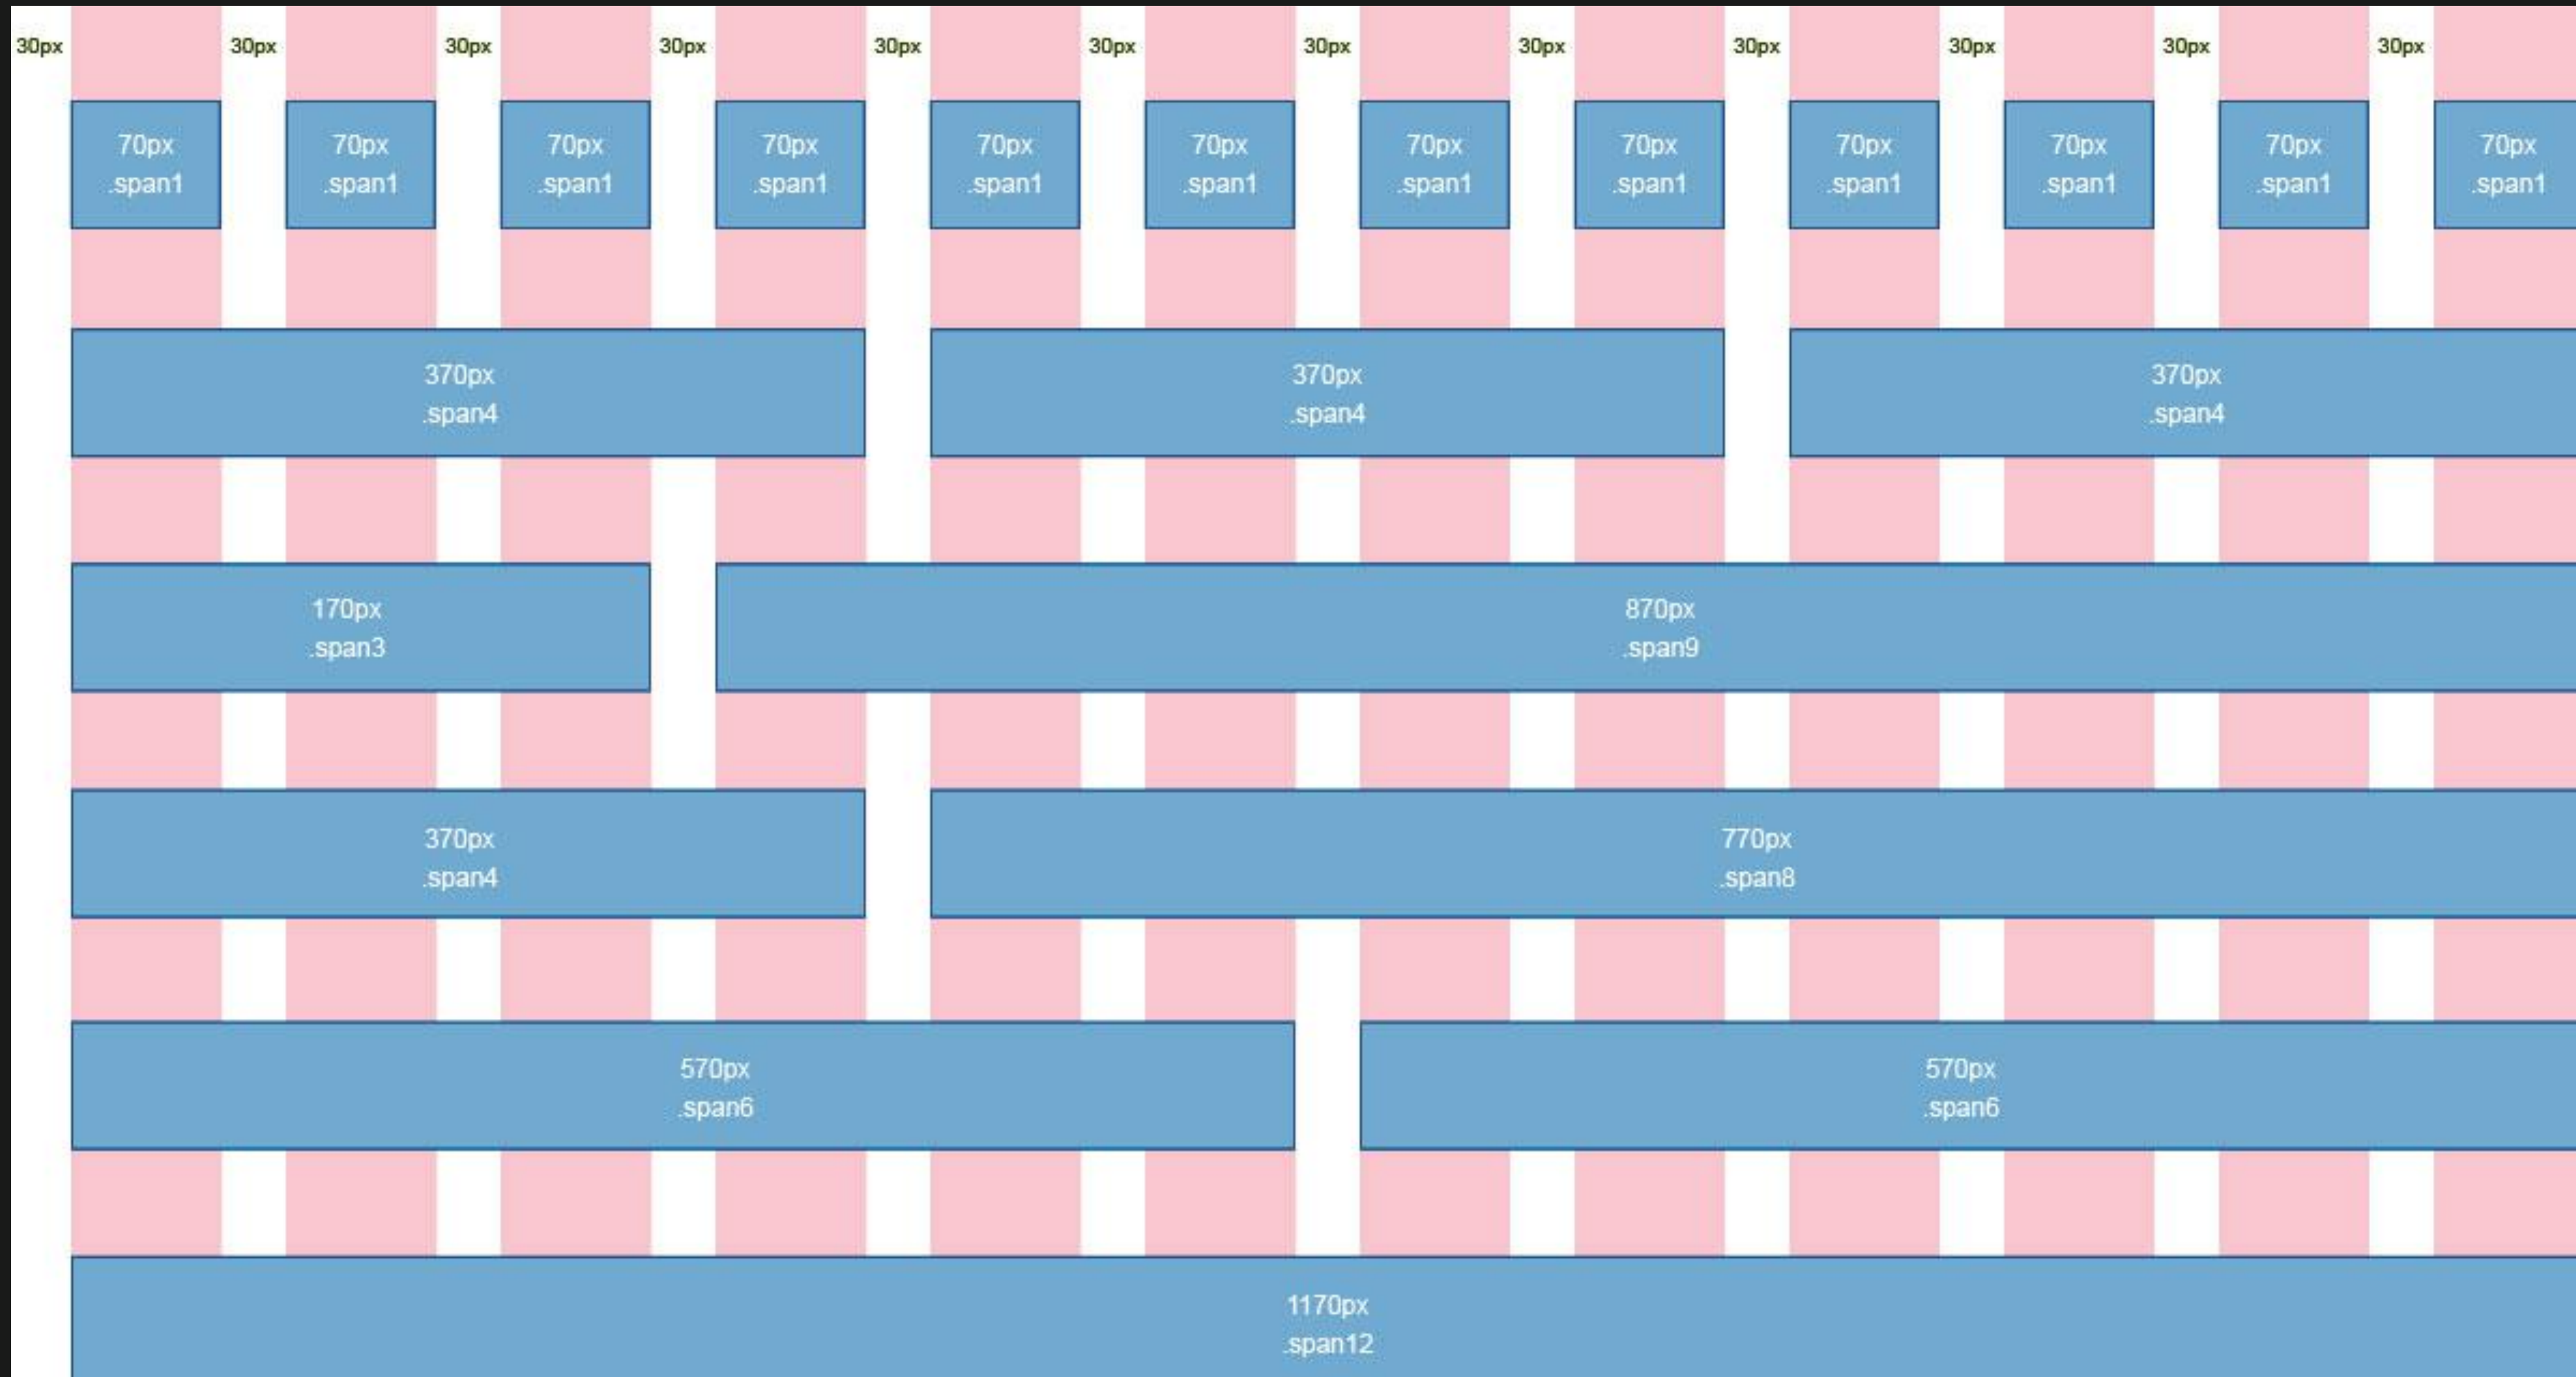 30px 30px 30px 30px 30px 30px 30px 30px 30px 30px 30px 30px
70px 70px 70px 70px 70px 70px 70px 70px 70px 70px 70px 70px
.span1 .span1 .span1 .span1 .span1 .span1 .span1 .span1 .span1 .span1 .span1 .span1
370px 370px 370px
.span4 .span4 .span4
170px 870px
.span3 .span9
370px 770px
.span4 .span8
570px 570px
.span6 .span6
1170px
.span12